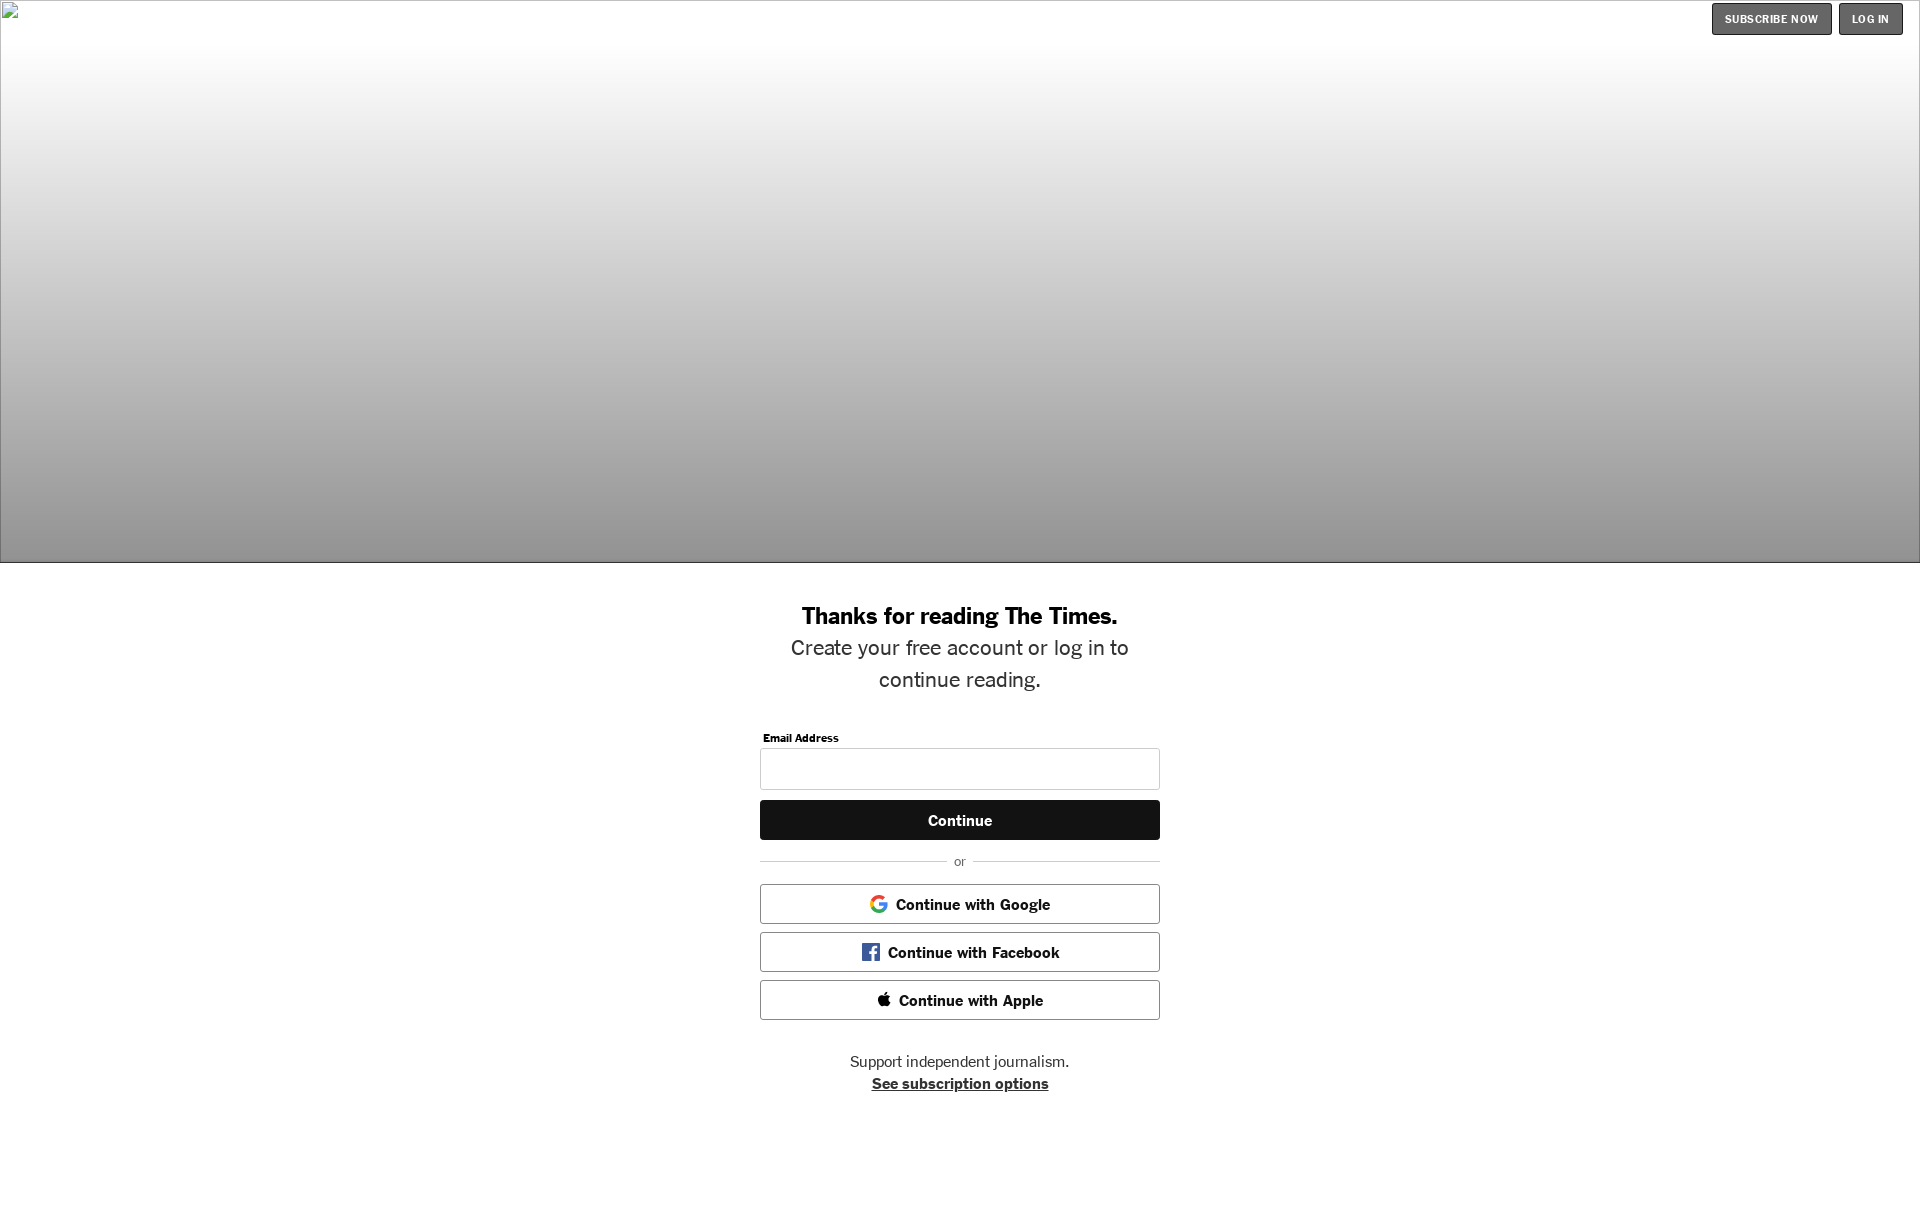 SUBSCRIBE NOW
LOG IN
Thanks for reading The Times.
Create your free account or log in to
continue reading.
Email Address
Continue
or
Continue with Google
Continue with Facebook
Continue with Apple
Support independent journalism.
See subscription options